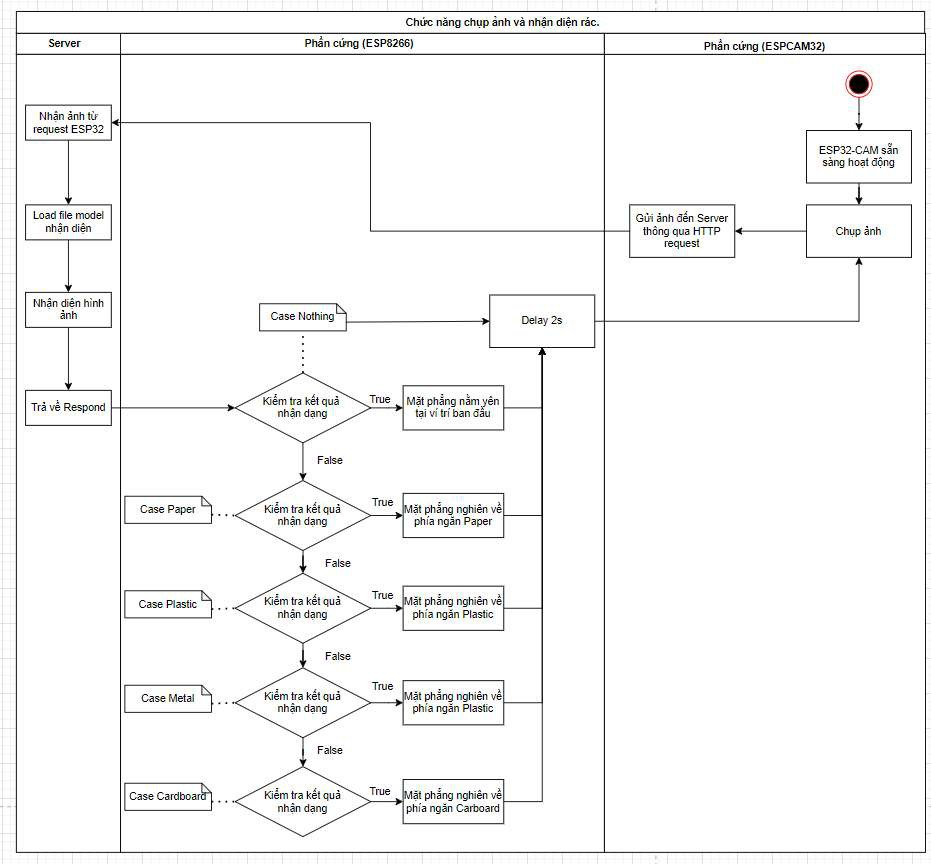 Chức năng chụp ảnh và nhận diện rác.
Server
Phần cứng (ESP8266)
Phần cứng (ESPCAM32)
Nhận ảnh từ
request ESP32
ESP32-CAM sẵn
sàng hoạt động
Load file model
nhận diện
Gửi ảnh đến Server
thông qua HTTP
request
Chụp ảnh
Nhận diện hình
ảnh
Case Nothing
Delay 2s
Trả về Respond
Kiểm tra kết quả
nhận dạng
True
Mặt phẳng nằm yên
tại ví trí ban đầu
False
Case Paper
Kiểm tra kết quả
nhận dạng
True
Mặt phẳng nghiên về
phía ngăn Paper
False
Case Plastic
Kiểm tra kết quả
nhận dạng
True
Mặt phẳng nghiên về
phía ngăn Plastic
False
Case Metal
Kiểm tra kết quả
nhận dạng
True
Mặt phẳng nghiên về
phía ngăn Plastic
False
Case Cardboard
Kiểm tra kết quả
nhận dạng
True
Mặt phẳng nghiên về
phía ngăn Carboard